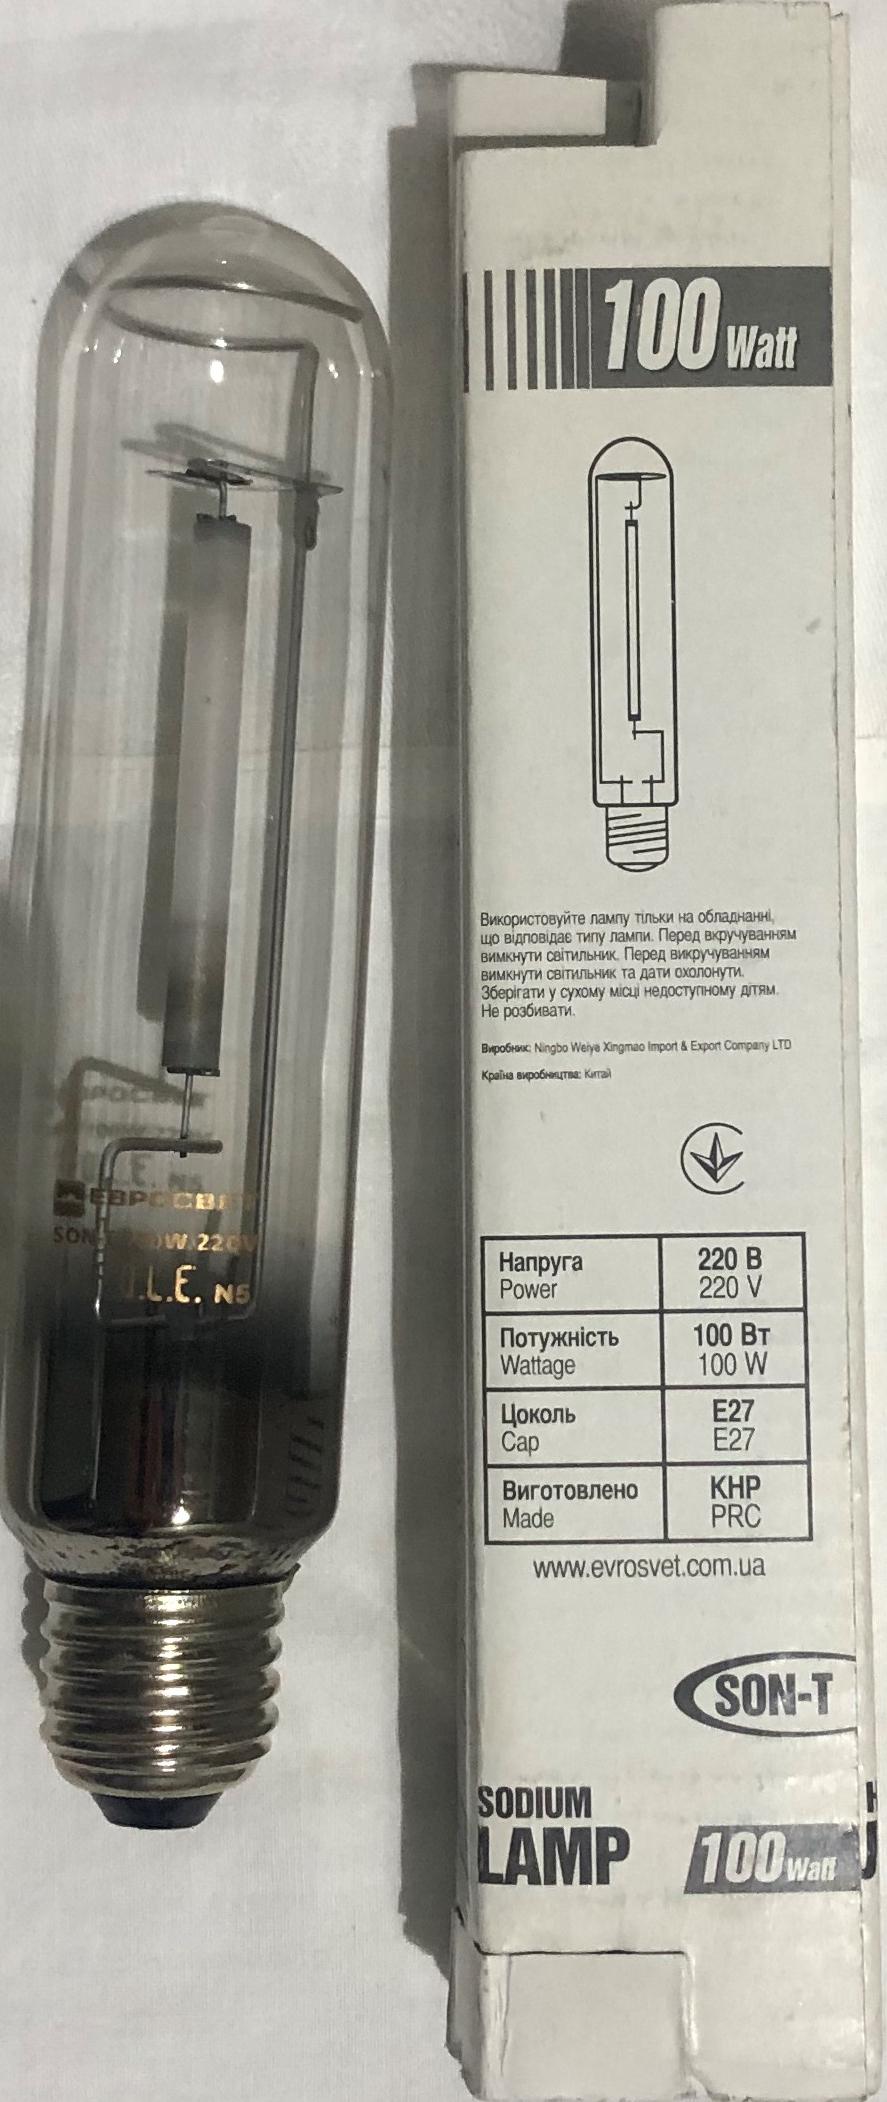 ЕВРОСВЕТ
220V
.L.E. N5
100 Watt
Використовуйте лампу тільки на обладнанні,
що відповідає типу лампи. Перед вкручуванням
вимкнути світильник. Перед викручуванням
вимкнути світильник та дати охолонути.
Зберігати у сухому місці недоступному дітям.
Не розбивати.
Виробник: Ningbo Weiya Xingmao Import & Export Company LTD
Країна виробництва: Китай
Напруга 220 В
Power 220 V
Потужність 100 Вт
Wattage 100 W
Цоколь E27
Cap E27
Виготовлено КНР
Made PRC
www.evrosvet.com.ua
SON-T
SODIUM
LAMP 100 Watt